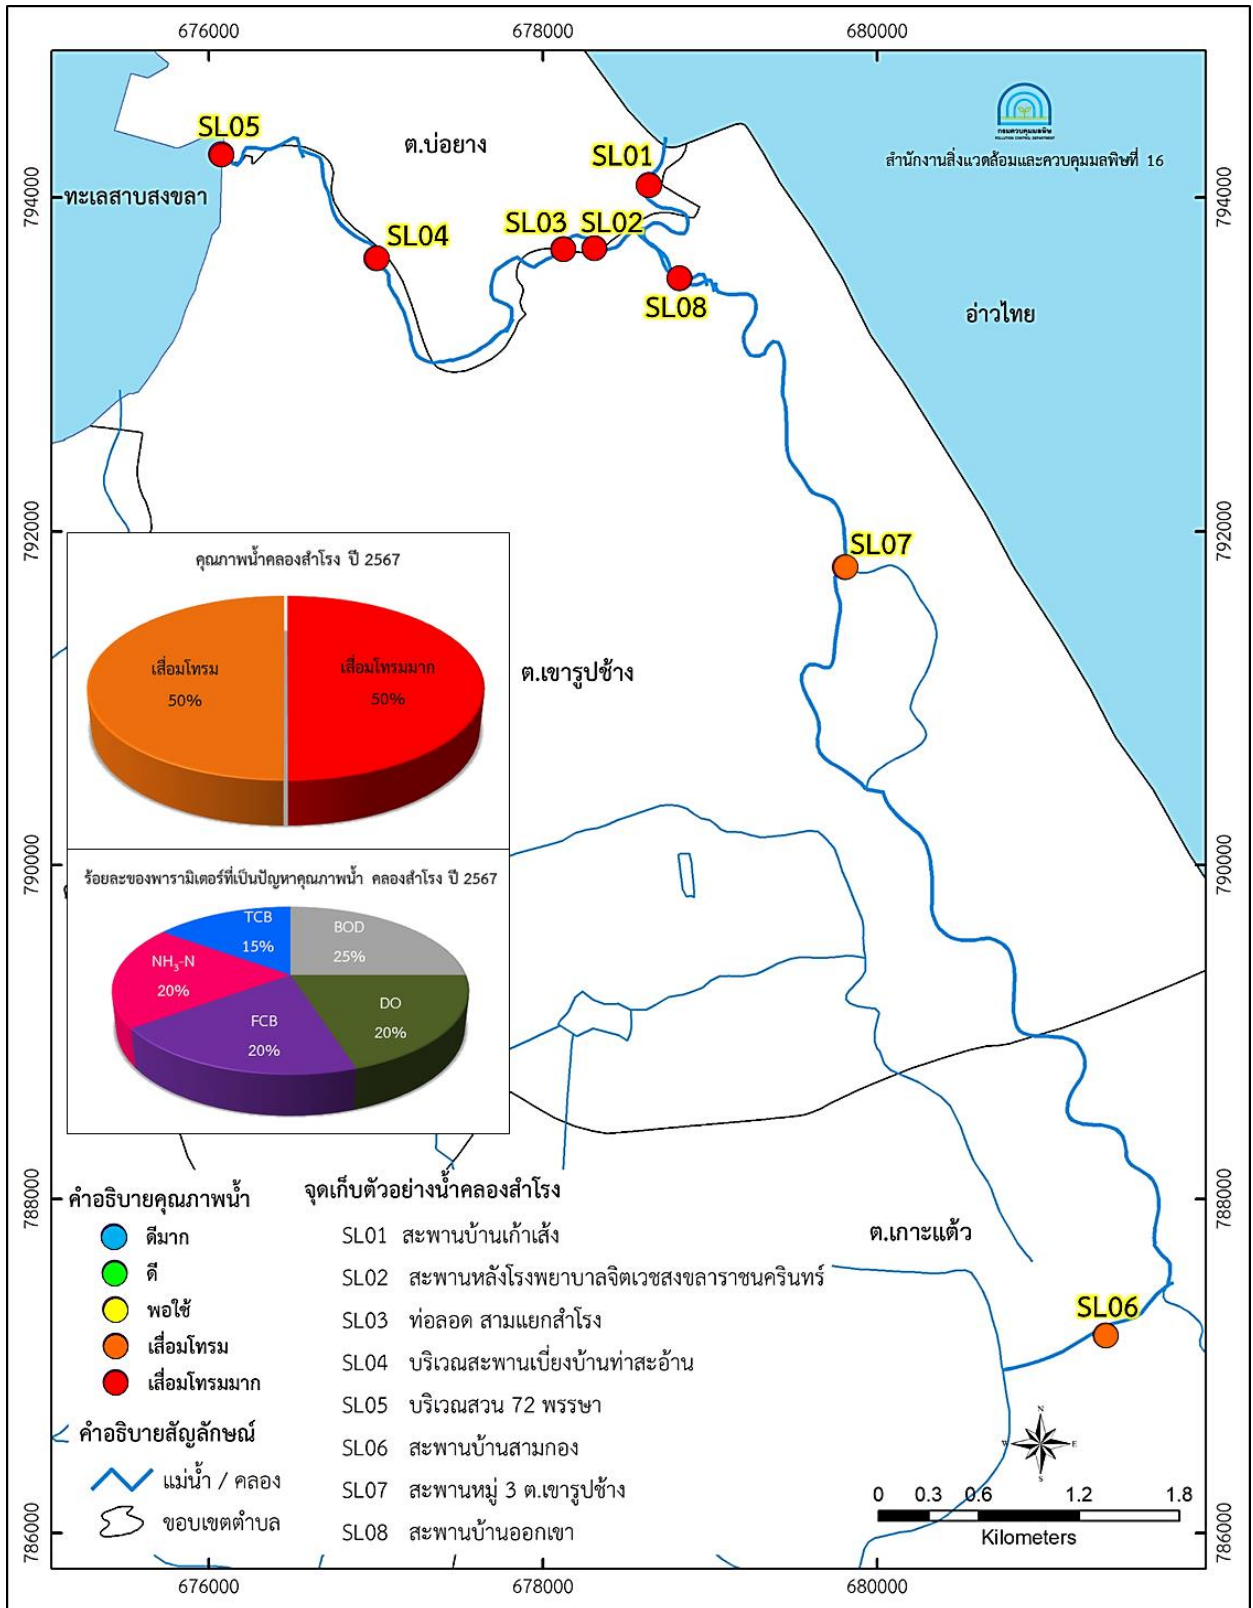 676000
678000
680000
กรมควบคุมมลพิษ
POLLUTION CONTROL DEPARTMENT
สำนักงานสิ่งแวดล้อมและควบคุมมลพิษที่ 16
SL05
ต.บ่อยาง
SL01
794000
794000
ทะเลสาบสงขลา
SL03
SL02
SL04
SL08
อ่าวไทย
792000
792000
SL07
คุณภาพน้ำคลองสำโรง ปี 2567
เสื่อมโทรม
50%
เสื่อมโทรมมาก
50%
ต.เขารูปช้าง
790000
790000
ร้อยละของพารามิเตอร์ที่เป็นปัญหาคุณภาพน้ำ คลองสำโรง ปี 2567
TCB
15%
BOD
25%
NH₃-N
20%
DO
20%
FCB
20%
788000
788000
ต.เกาะแต้ว
SL06
คำอธิบายคุณภาพน้ำ
ดีมาก
ดี
พอใช้
เสื่อมโทรม
เสื่อมโทรมมาก
คำอธิบายสัญลักษณ์
แม่น้ำ / คลอง
ขอบเขตตำบล
จุดเก็บตัวอย่างน้ำคลองสำโรง
SL01 สะพานบ้านเก้าเส้ง
SL02 สะพานหลังโรงพยาบาลจิตเวชสงขลาราชนครินทร์
SL03 ท่อลอด สามแยกสำโรง
SL04 บริเวณสะพานเบี่ยงบ้านท่าสะอ้าน
SL05 บริเวณสวน 72 พรรษา
SL06 สะพานบ้านสามกอง
SL07 สะพานหมู่ 3 ต.เขารูปช้าง
SL08 สะพานบ้านออกเขา
N
W
E
S
0 0.3 0.6 1.2 1.8
Kilometers
786000
786000
676000
678000
680000